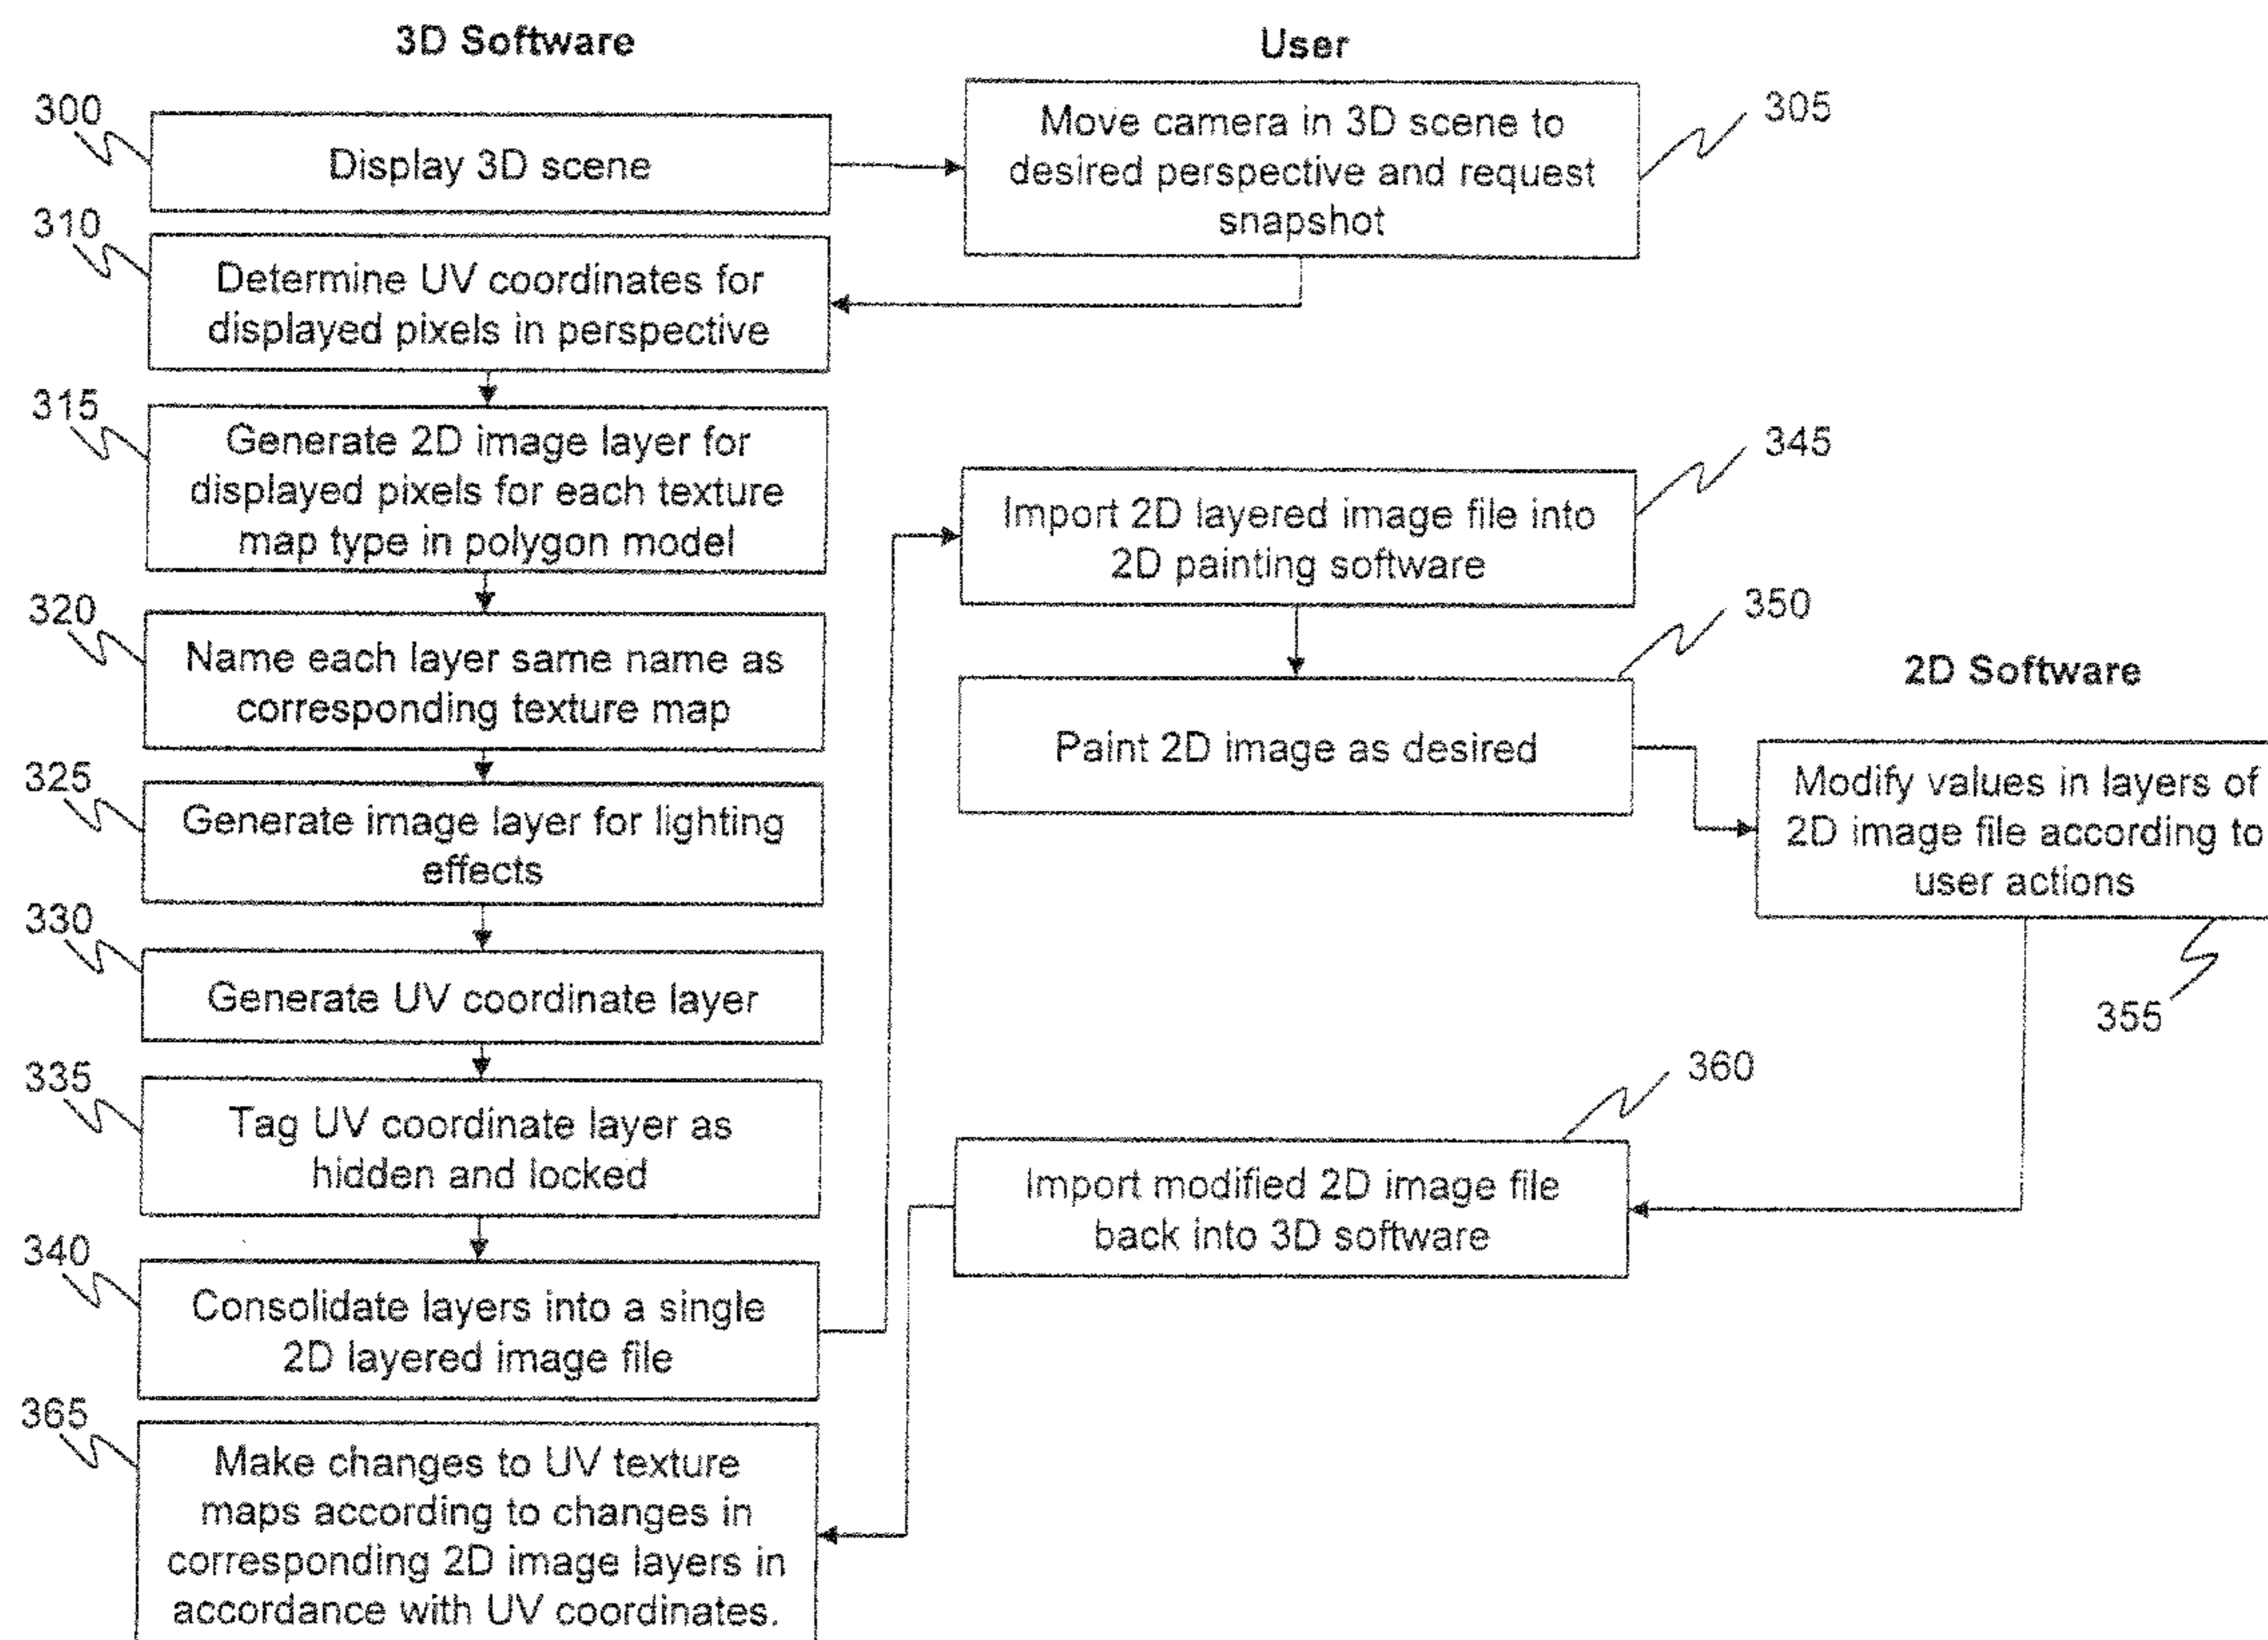 3D Software
User
300
Display 3D scene
Move camera in 3D scene to
desired perspective and request
snapshot
305
310
Determine UV coordinates for
displayed pixels in perspective
315
Generate 2D image layer for
displayed pixels for each texture
map type in polygon model
320
Name each layer same name as
corresponding texture map
325
Generate image layer for lighting
effects
330
Generate UV coordinate layer
335
Tag UV coordinate layer as
hidden and locked
340
Consolidate layers into a single
2D layered image file
345
Import 2D layered image file into
2D painting software
350
Paint 2D image as desired
2D Software
Modify values in layers of
2D image file according to
user actions
355
360
Import modified 2D image file
back into 3D software
365
Make changes to UV texture
maps according to changes in
corresponding 2D image layers in
accordance with UV coordinates.